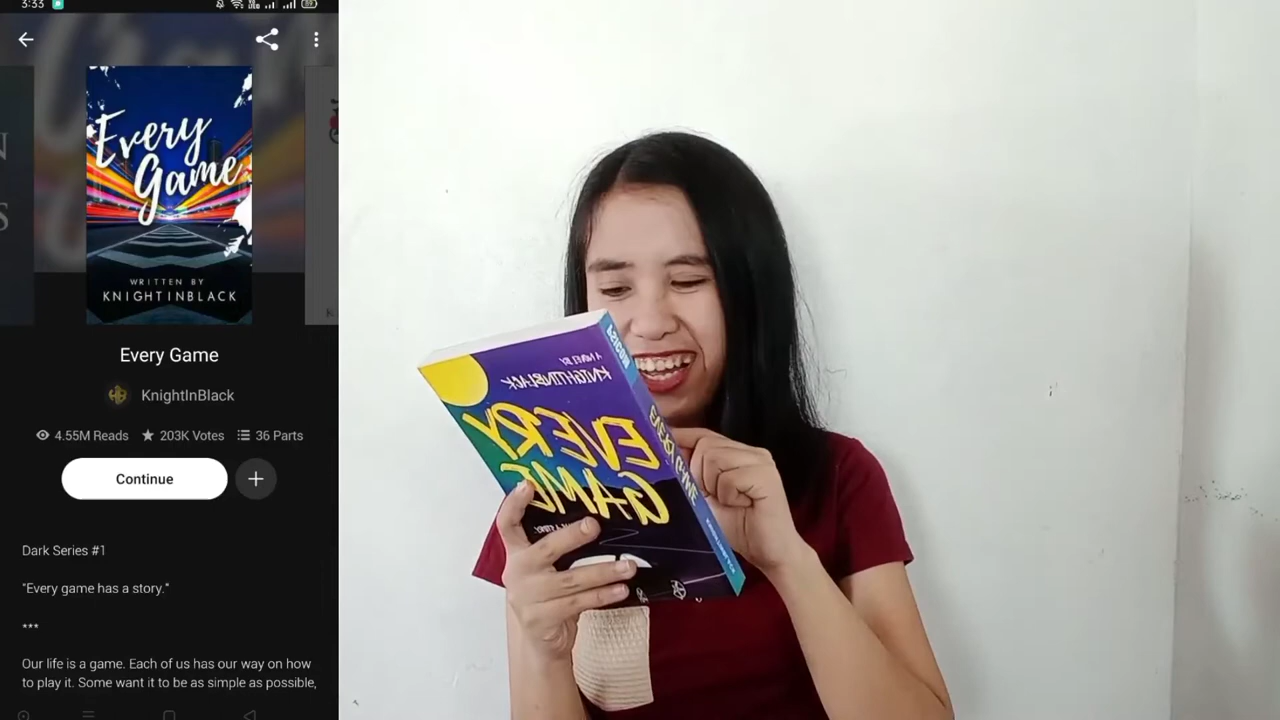 3:33
Every
Game
WRITTEN BY
KNIGHTINBLACK
Every Game
KnightInBlack
4.55M Reads
203K Votes
36 Parts
Continue
Dark Series #1
"Every game has a story."
***
Our life is a game. Each of us has our way on how
to play it. Some want it to be as simple as possible,
A NOVEL BY
KNIGHTINBLACK
EVERY
GAME
EVERY GAME